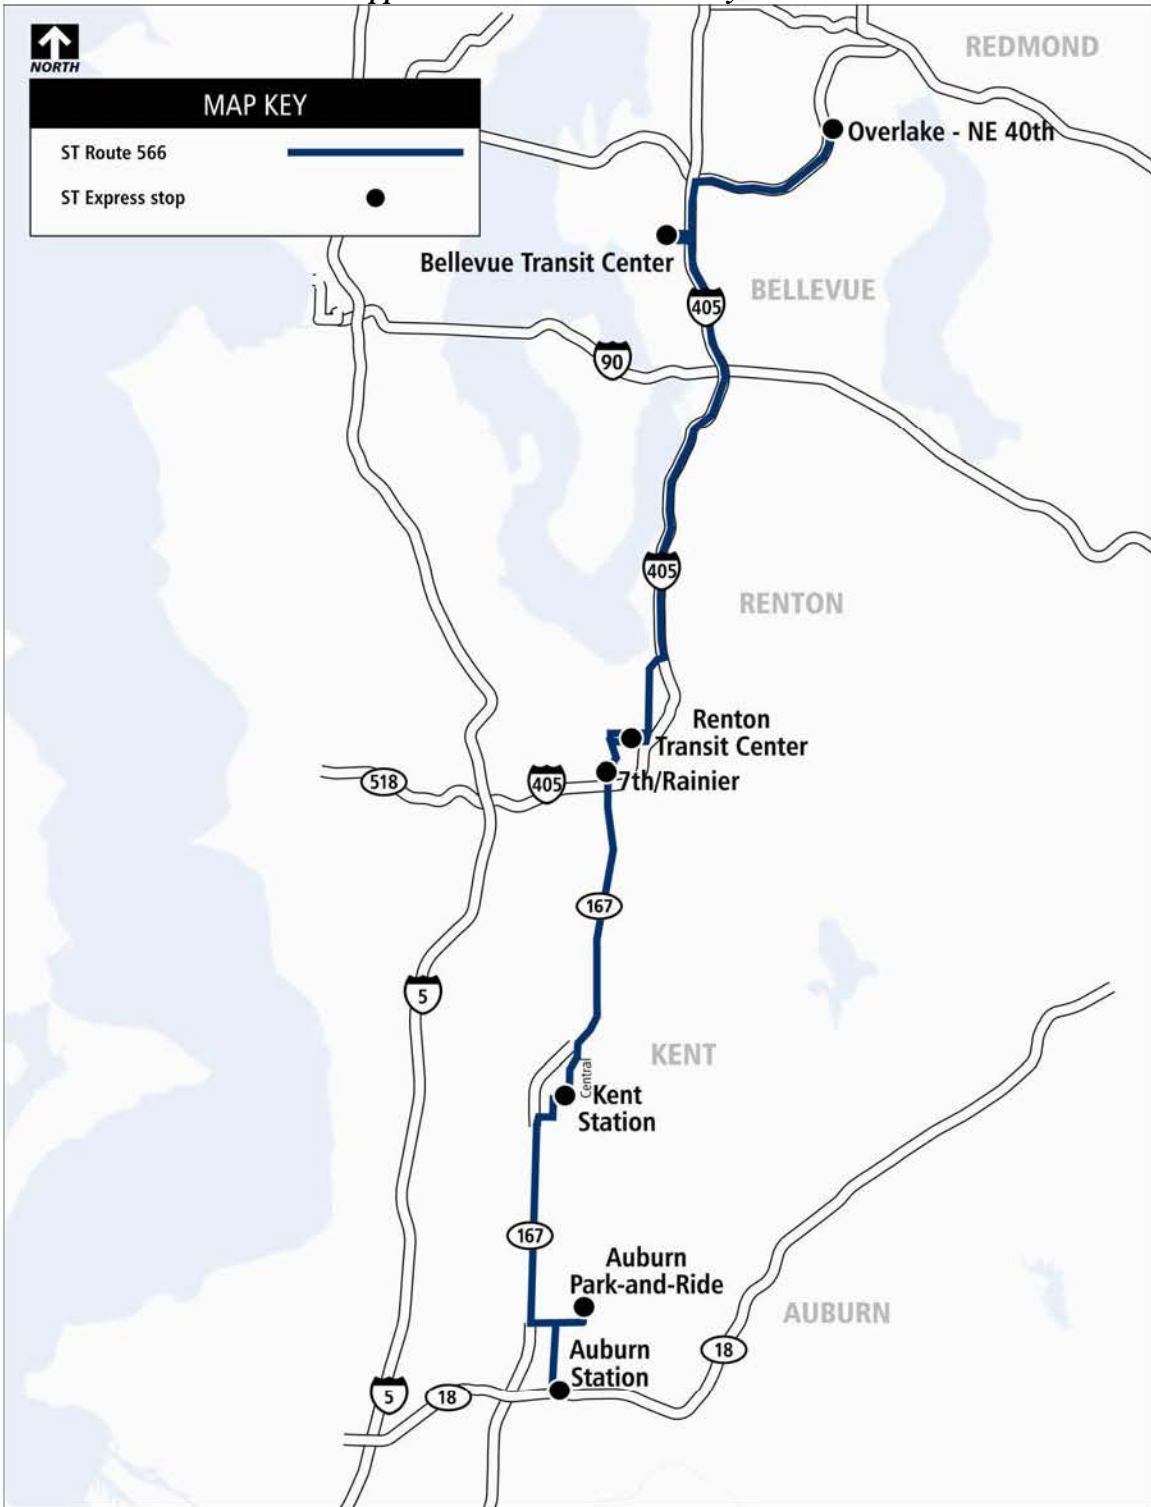 NORTH
MAP KEY
ST Route 566
ST Express stop
REDMOND
Overlake - NE 40th
Bellevue Transit Center
BELLEVUE
405
90
405
RENTON
Renton
Transit Center
7th/Rainier
518
405
167
5
KENT
Central
Kent
Station
167
Auburn
Park-and-Ride
AUBURN
Auburn
Station
18
5
18